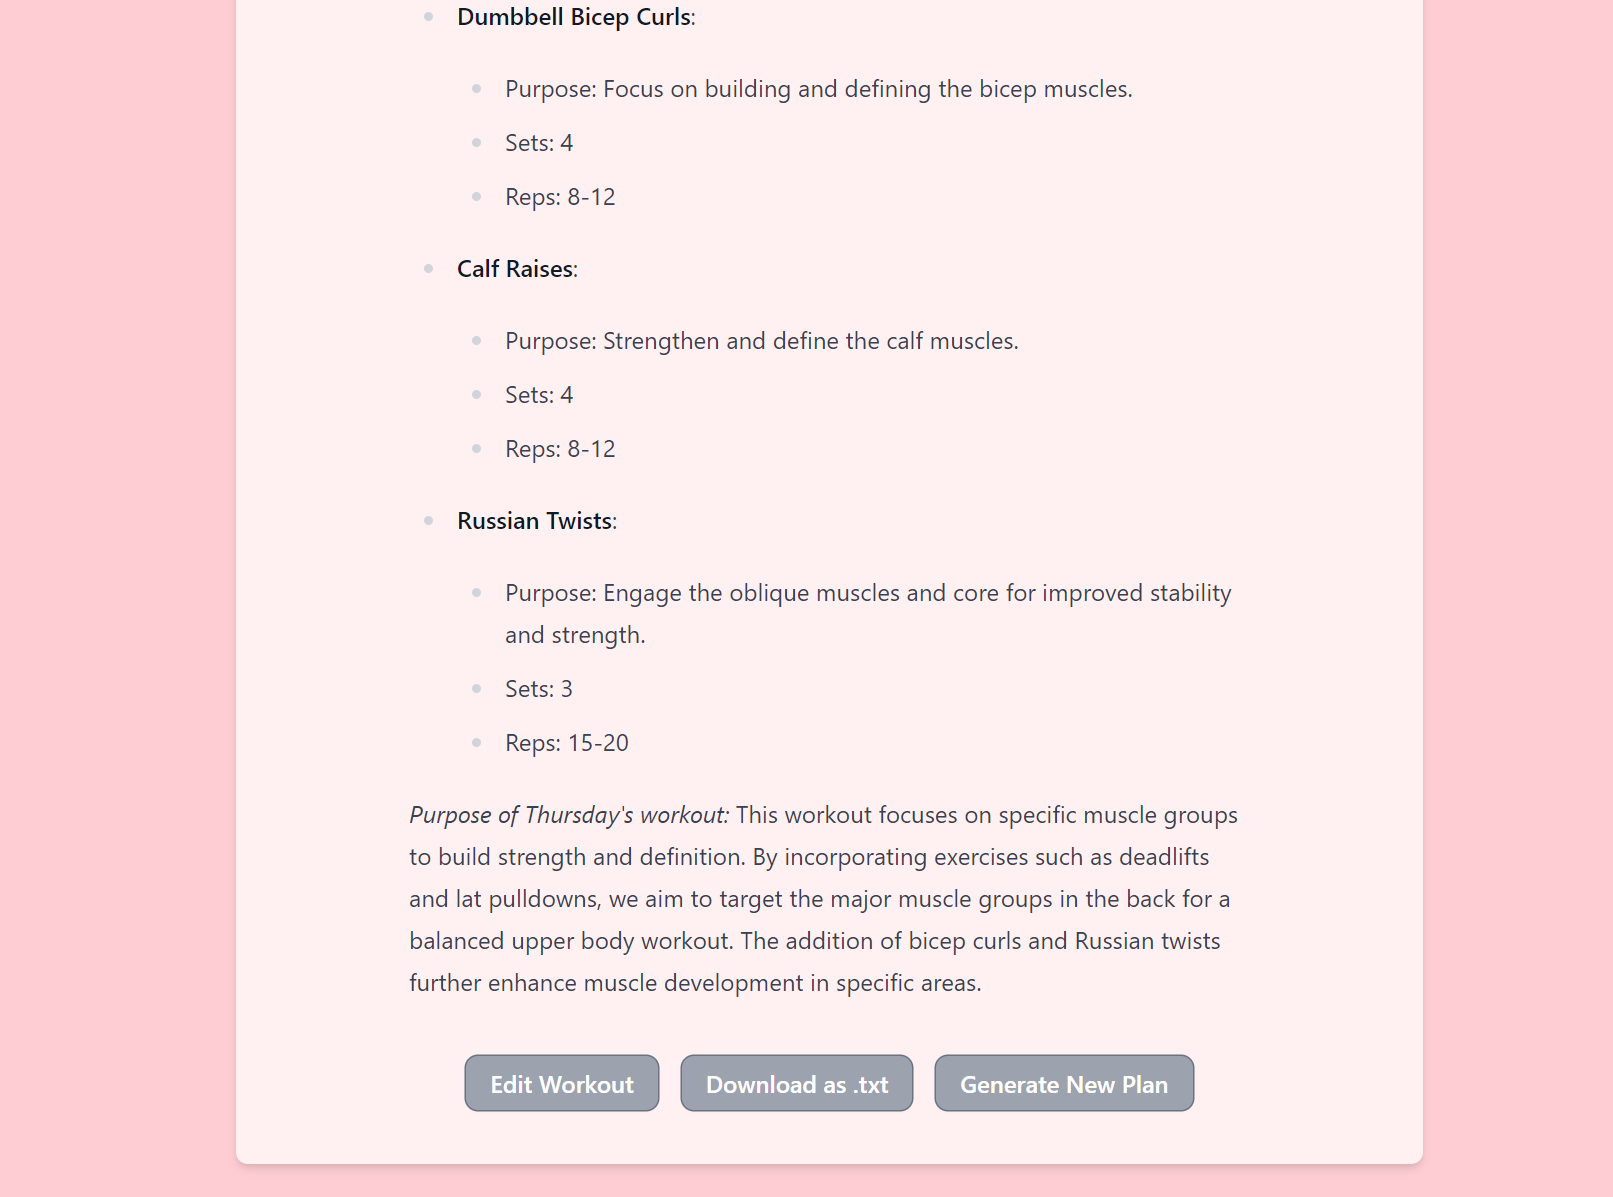 Dumbbell Bicep Curls:
Purpose: Focus on building and defining the bicep muscles.
Sets: 4
Reps: 8-12
Calf Raises:
Purpose: Strengthen and define the calf muscles.
Sets: 4
Reps: 8-12
Russian Twists:
Purpose: Engage the oblique muscles and core for improved stability
and strength.
Sets: 3
Reps: 15-20
Purpose of Thursday's workout: This workout focuses on specific muscle groups
to build strength and definition. By incorporating exercises such as deadlifts
and lat pulldowns, we aim to target the major muscle groups in the back for a
balanced upper body workout. The addition of bicep curls and Russian twists
further enhance muscle development in specific areas.
Edit Workout Download as .txt Generate New Plan